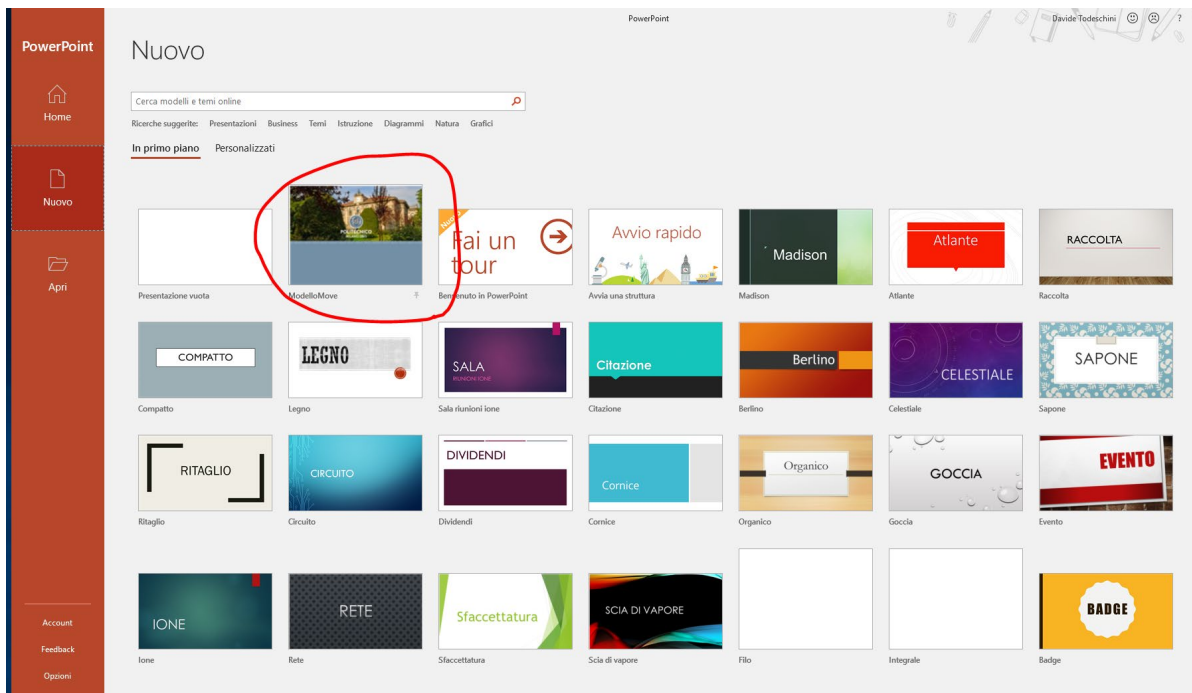 PowerPoint
Davide Todeschini
?
PowerPoint
Home
Nuovo
Apri
Account
Feedback
Opzioni
Nuovo
Cerca modelli e temi online
Ricerche suggerite: Presentazioni Business Temi Istruzione Diagrammi Natura Grafici
In primo piano Personalizzati
POLITECNICO
Nuovo
Fai un
tour
Avvio rapido
Madison
Atlante
RACCOLTA
Presentazione vuota
ModelloMove
Benvenuto in PowerPoint
Avvia una struttura
Madison
Atlante
Raccolta
COMPATTO
LEGNO
SALA
RIUNIONI IONE
Citazione
Berlino
CELESTIALE
SAPONE
Compatto
Legno
Sala riunioni ione
Citazione
Berlino
Celestiale
Sapone
RITAGLIO
CIRCUITO
DIVIDENDI
Cornice
Organico
GOCCIA
EVENTO
Ritaglio
Circuito
Dividendi
Cornice
Organico
Goccia
Evento
IONE
RETE
Sfaccettatura
SCIA DI VAPORE
BADGE
Ione
Rete
Sfaccettatura
Scia di vapore
Filo
Integrale
Badge